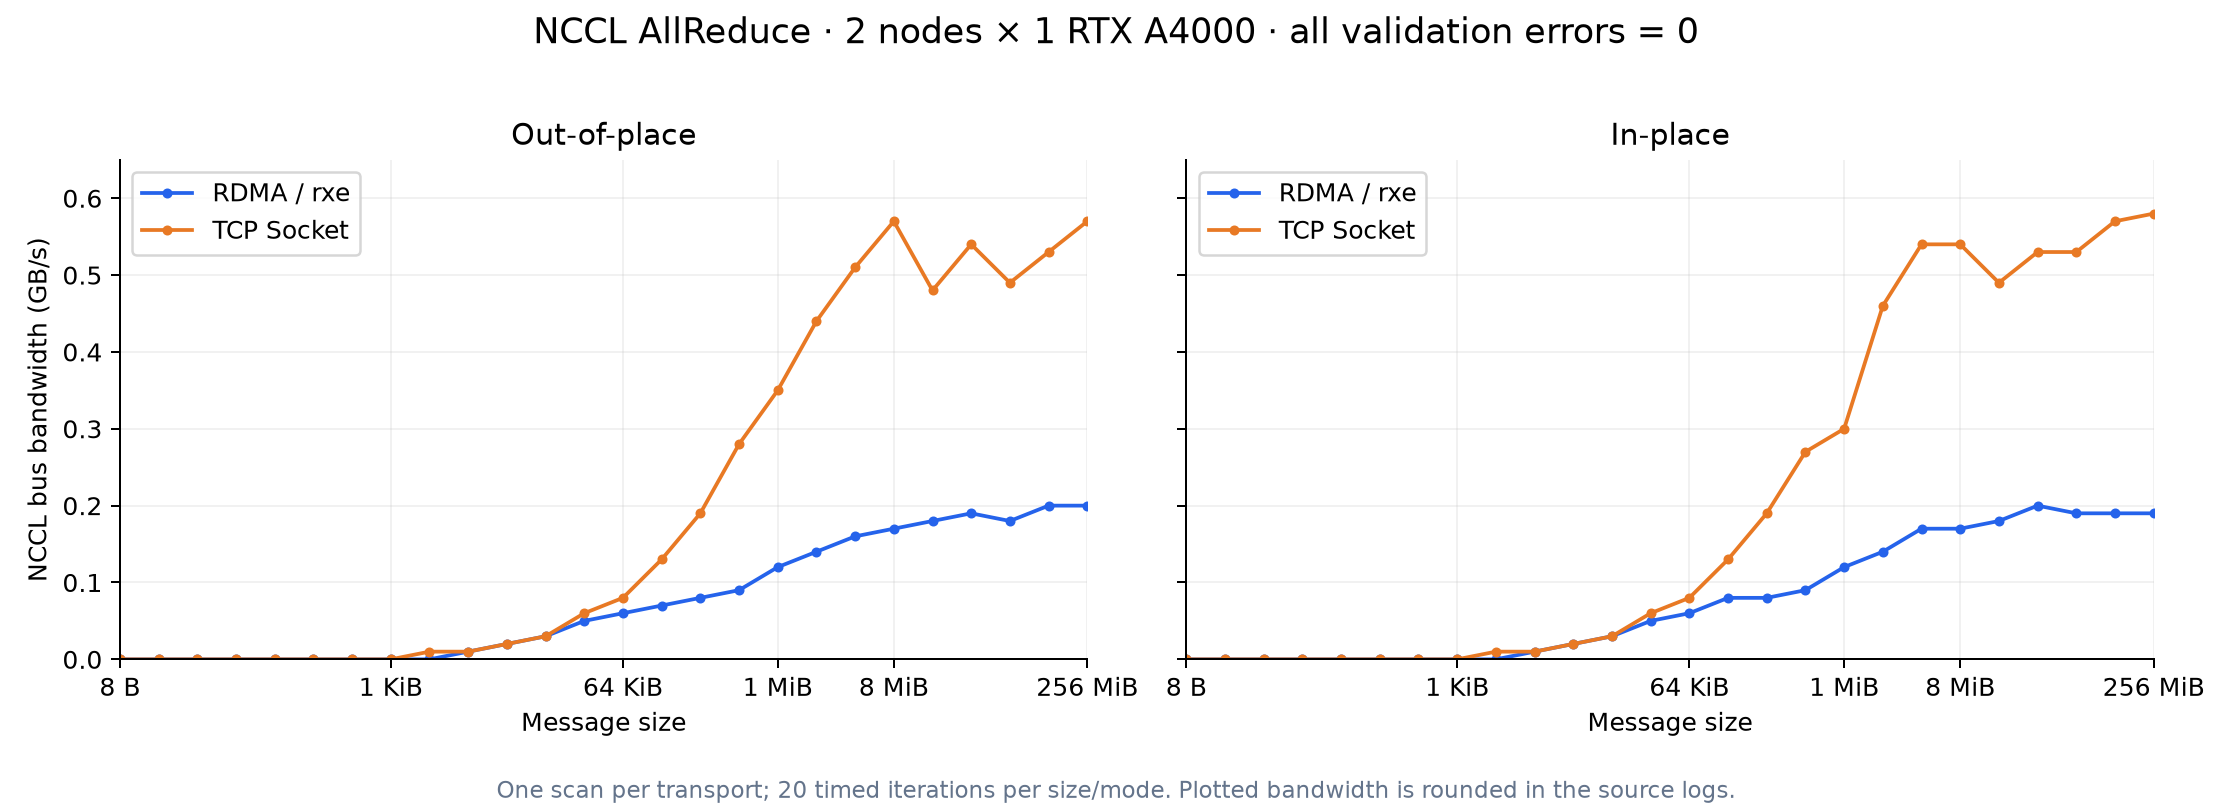 NCCL AllReduce · 2 nodes × 1 RTX A4000 · all validation errors = 0
Out-of-place
RDMA / rxe
TCP Socket
NCCL bus bandwidth (GB/s)
0.6
0.5
0.4
0.3
0.2
0.1
0.0
8 B
1 KiB
64 KiB
1 MiB
8 MiB
256 MiB
Message size
In-place
RDMA / rxe
TCP Socket
8 B
1 KiB
64 KiB
1 MiB
8 MiB
256 MiB
Message size
One scan per transport; 20 timed iterations per size/mode. Plotted bandwidth is rounded in the source logs.